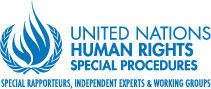 UNITED NATIONS
HUMAN RIGHTS
SPECIAL PROCEDURES
SPECIAL RAPPORTEURS, INDEPENDENT EXPERTS & WORKING GROUPS